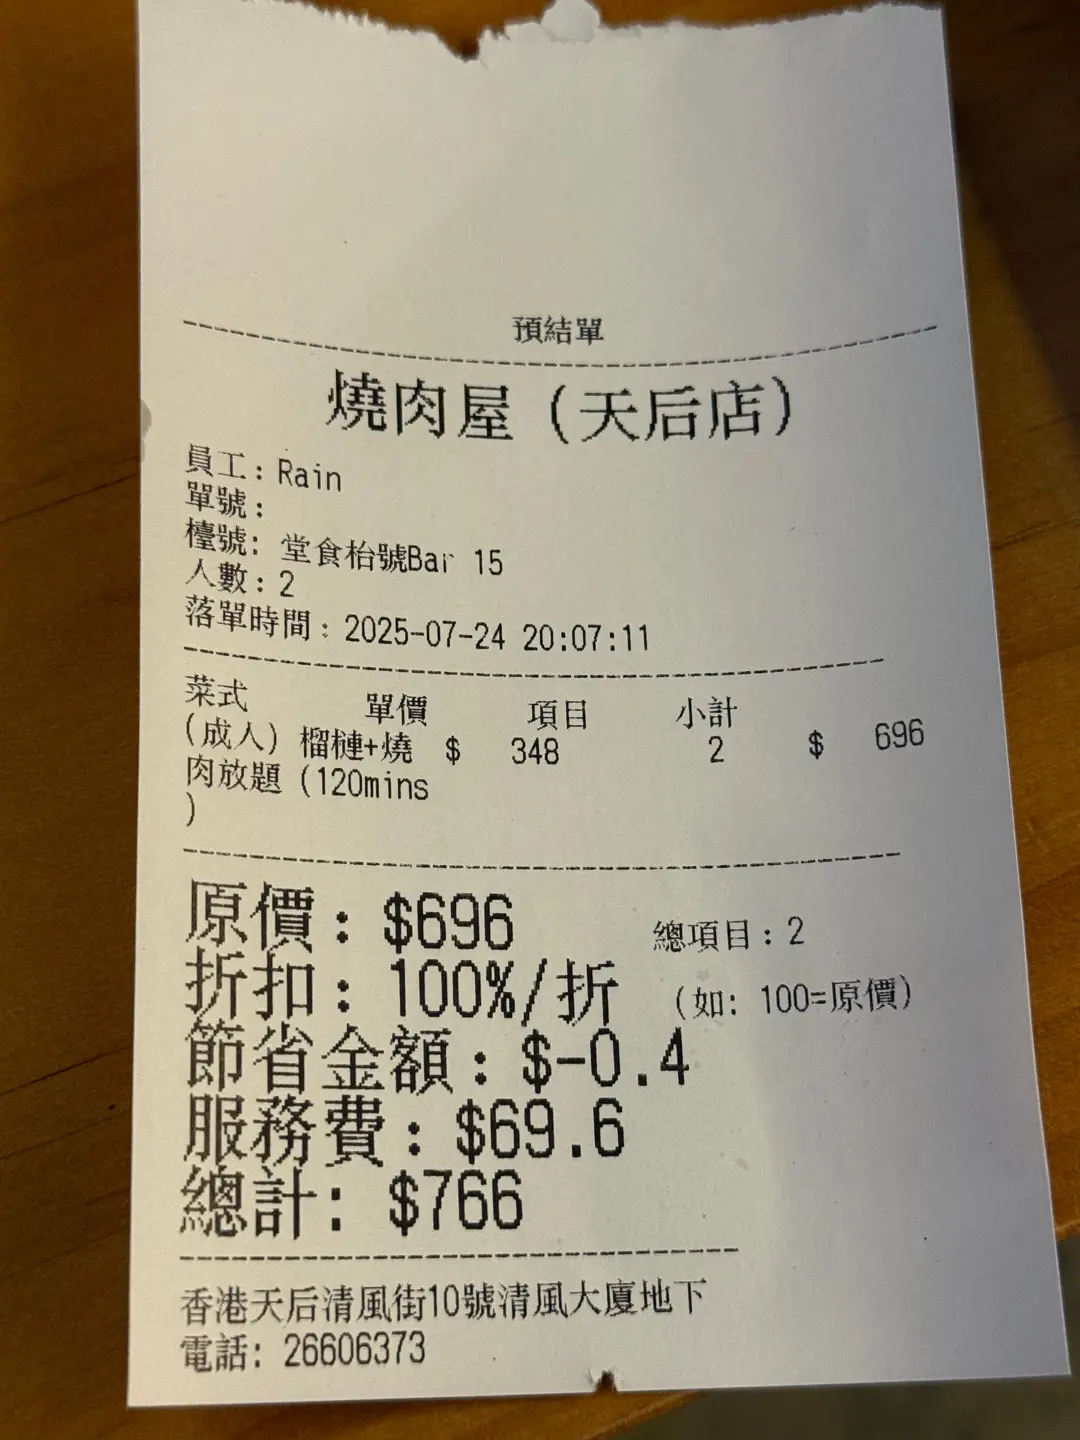 預結單
燒肉屋（天后店）
員工：Rain
單號：
檯號: 堂食枱號Bar 15
人數：2
落單時間：2025-07-24 20:07:11
菜式 單價 項目 小計
(成人) 榴槤+燒 $ 348 2 $ 696
肉放題 (120mins
)
原價：$696 總項目：2
折扣：100%/折 (如: 100=原價)
節省金額：$-0.4
服務費：$69.6
總計: $766
香港天后清風街10號清風大廈地下
電話: 26606373